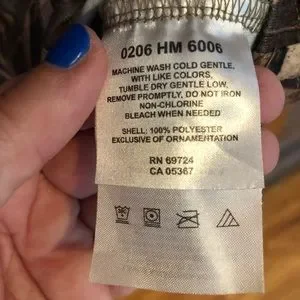 0206 HM 6006
MACHINE WASH COLD GENTLE,
WITH LIKE COLORS,
TUMBLE DRY GENTLE LOW,
REMOVE PROMPTLY, DO NOT IRON
NON-CHLORINE
BLEACH WHEN NEEDED
SHELL: 100% POLYESTER
EXCLUSIVE OF ORNAMENTATION
RN 69724
CA 05367